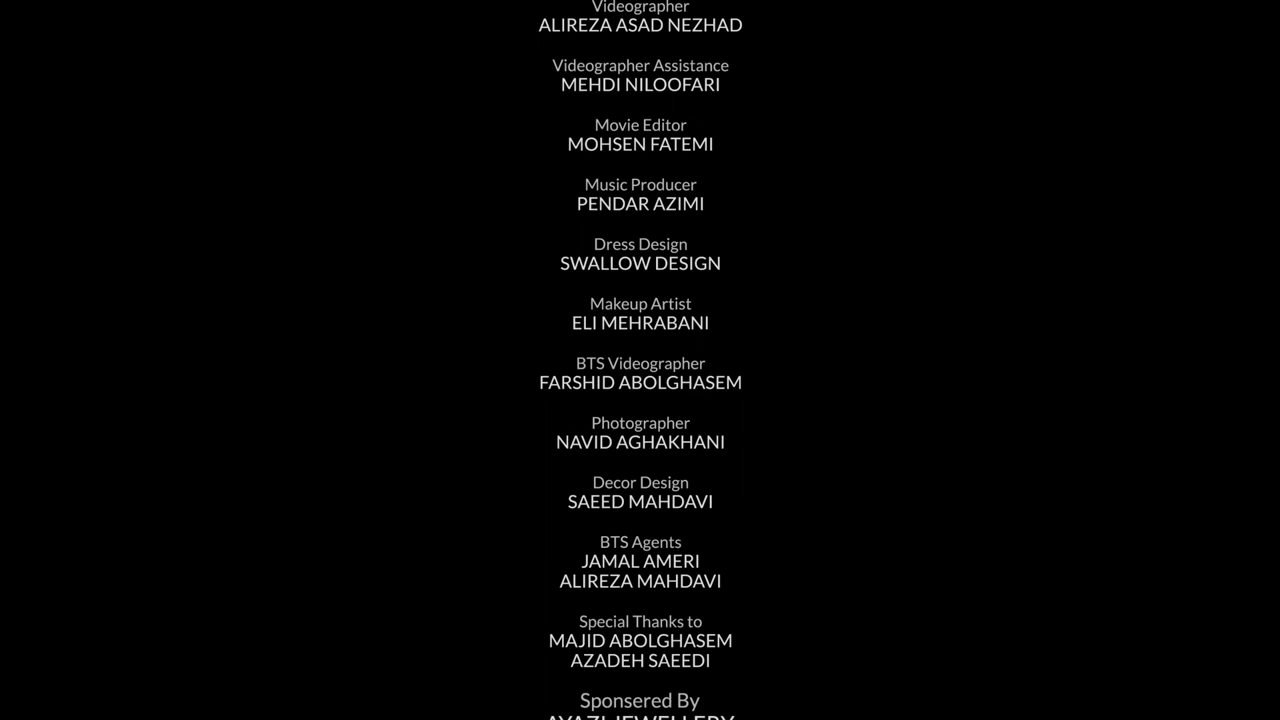 Videographer
ALIREZA ASAD NEZHAD
Videographer Assistance
MEHDI NILOOFARI
Movie Editor
MOHSEN FATEMI
Music Producer
PENDAR AZIMI
Dress Design
SWALLOW DESIGN
Makeup Artist
ELI MEHRABANI
BTS Videographer
FARSHID ABOLGHASEM
Photographer
NAVID AGHAKHANI
Decor Design
SAEED MAHDAVI
BTS Agents
JAMAL AMERI
ALIREZA MAHDAVI
Special Thanks to
MAJID ABOLGHASEM
AZADEH SAEEDI
Sponsered By
AYAZI JEWELLERY